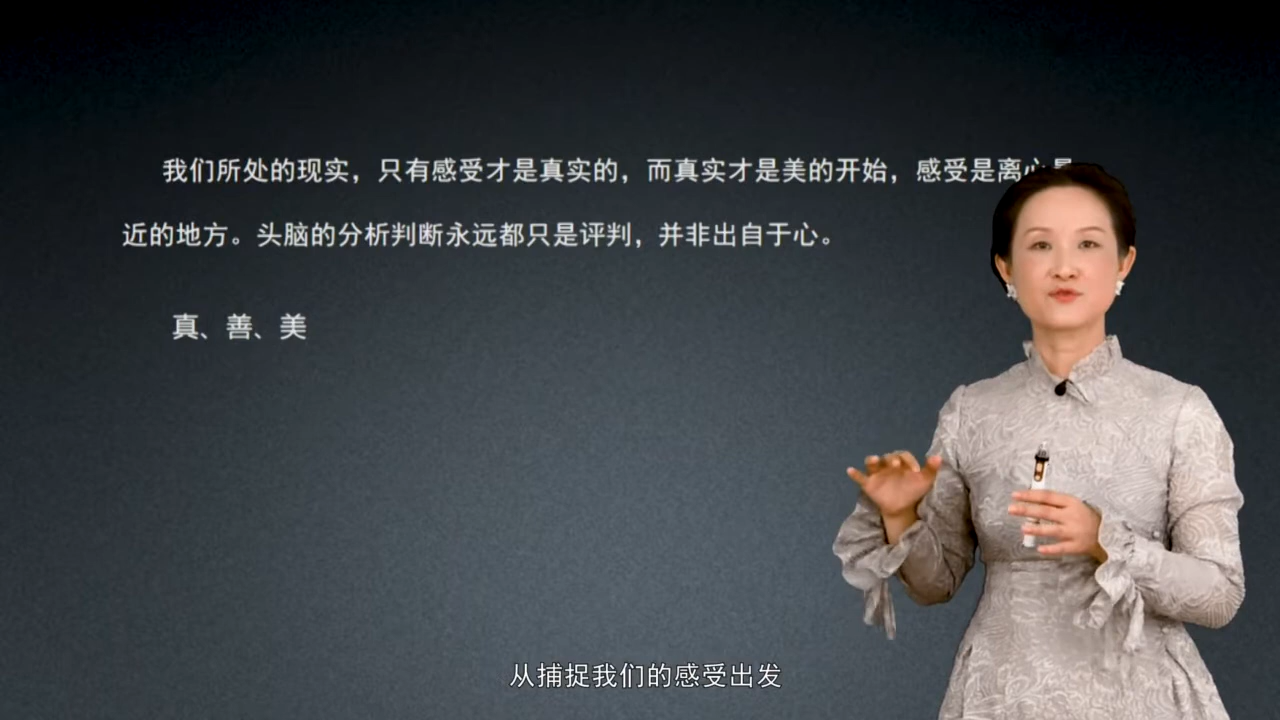 我们所处的现实，只有感受才是真实的，而真实才是美的开始，感受是离心
近的地方。头脑的分析判断永远都只是评判，并非出自于心。
真、善、美
从捕捉我们的感受出发